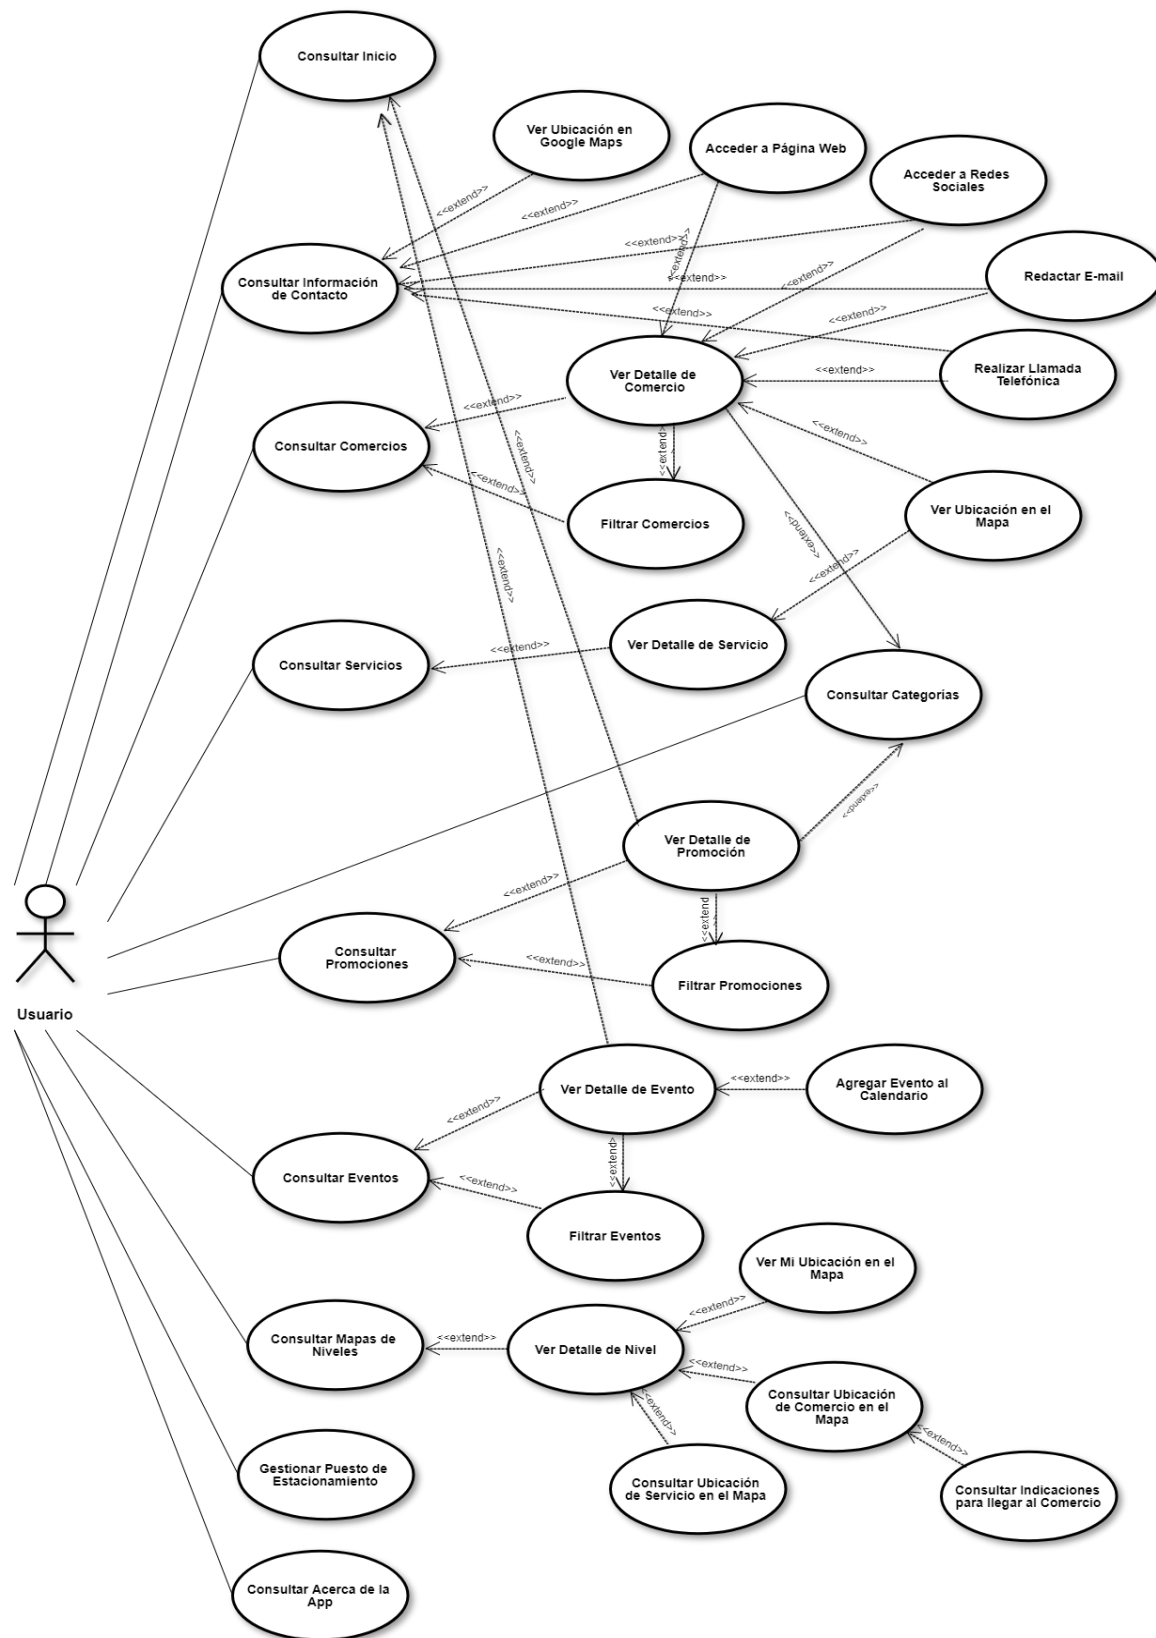 Consultar Inicio
Ver Ubicación en
Google Maps
Acceder a Página Web
Acceder a Redes
Sociales
<<extend>>
<<extend>>
<<extend>>
<<extend>>
<<extend>>
Consultar Información
de Contacto
<<extend>>
<<extend>>
Redactar E-mail
<<extend>>
<<extend>>
<<extend>>
Ver Detalle de
Comercio
<<extend>>
Realizar Llamada
Telefónica
<<extend>>
Consultar Comercios
<<extend>>
<<extend>
<<extend>>
<<extend>>
Filtrar Comercios
Ver Ubicación en el
Mapa
<<extend>>
<<extend>>
<<extend>>
Consultar Servicios
<<extend>>
Ver Detalle de Servicio
Consultar Categorías
<<extend>>
Ver Detalle de
Promoción
<<extend>>
<<extend
Consultar
Promociones
<<extend>>
Filtrar Promociones
Usuario
Ver Detalle de Evento
<<extend>>
Agregar Evento al
Calendario
<<extend>>
<<extend>
Consultar Eventos
<<extend>>
Filtrar Eventos
Ver Mi Ubicación en el
Mapa
<<extend>>
Consultar Mapas de
Niveles
<<extend>>
Ver Detalle de Nivel
<<extend>>
Consultar Ubicación
de Comercio en el
Mapa
<<extend>>
<<extend>>
Gestionar Puesto de
Estacionamiento
Consultar Ubicación
de Servicio en el Mapa
Consultar Indicaciones
para llegar al Comercio
Consultar Acerca de la
App